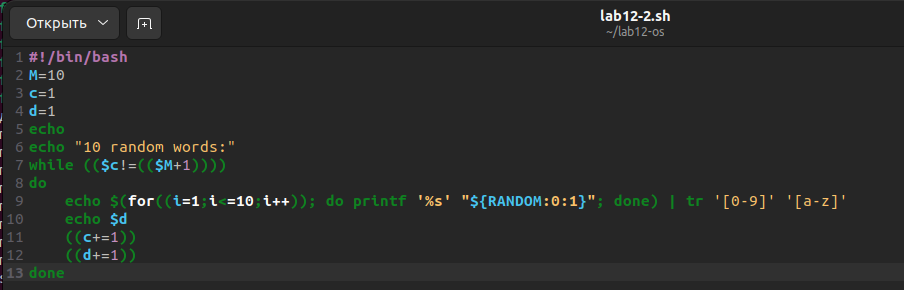 Открыть
lab12-2.sh
~/lab12-os
1 #!/bin/bash
2 M=10
3 c=1
4 d=1
5 echo
6 echo "10 random words:"
7 while (($c!=(($M+1))))
8 do
9 echo $(for((i=1;i<=10;i++)); do printf '%s' "${RANDOM:0:1}"; done) | tr '[0-9]' '[a-z]'
10 echo $d
11 ((c+=1))
12 ((d+=1))
13 done